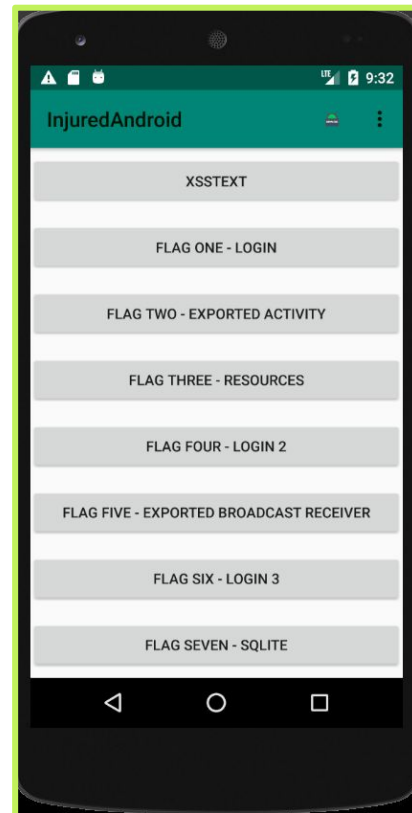 LTE 9:32
InjuredAndroid
XSSTEXT
FLAG ONE - LOGIN
FLAG TWO - EXPORTED ACTIVITY
FLAG THREE - RESOURCES
FLAG FOUR - LOGIN 2
FLAG FIVE - EXPORTED BROADCAST RECEIVER
FLAG SIX - LOGIN 3
FLAG SEVEN - SQLITE